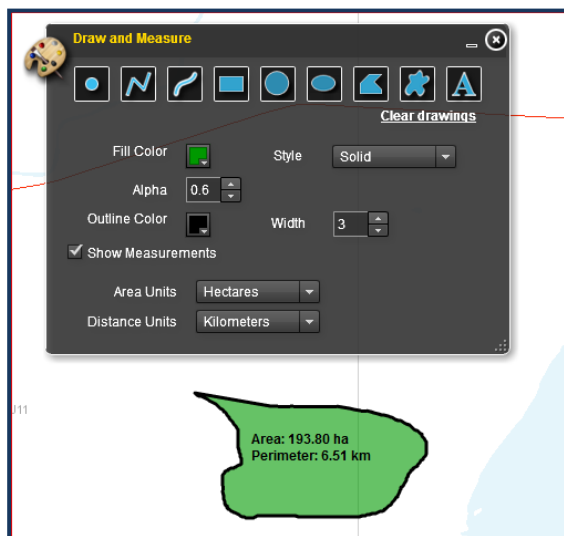 Draw and Measure
A
Clear drawings
Fill Color Style Solid
Alpha 0.6
Outline Color Width 3
Show Measurements
Area Units Hectares
Distance Units Kilometers
J11
Area: 193.80 ha
Perimeter: 6.51 km